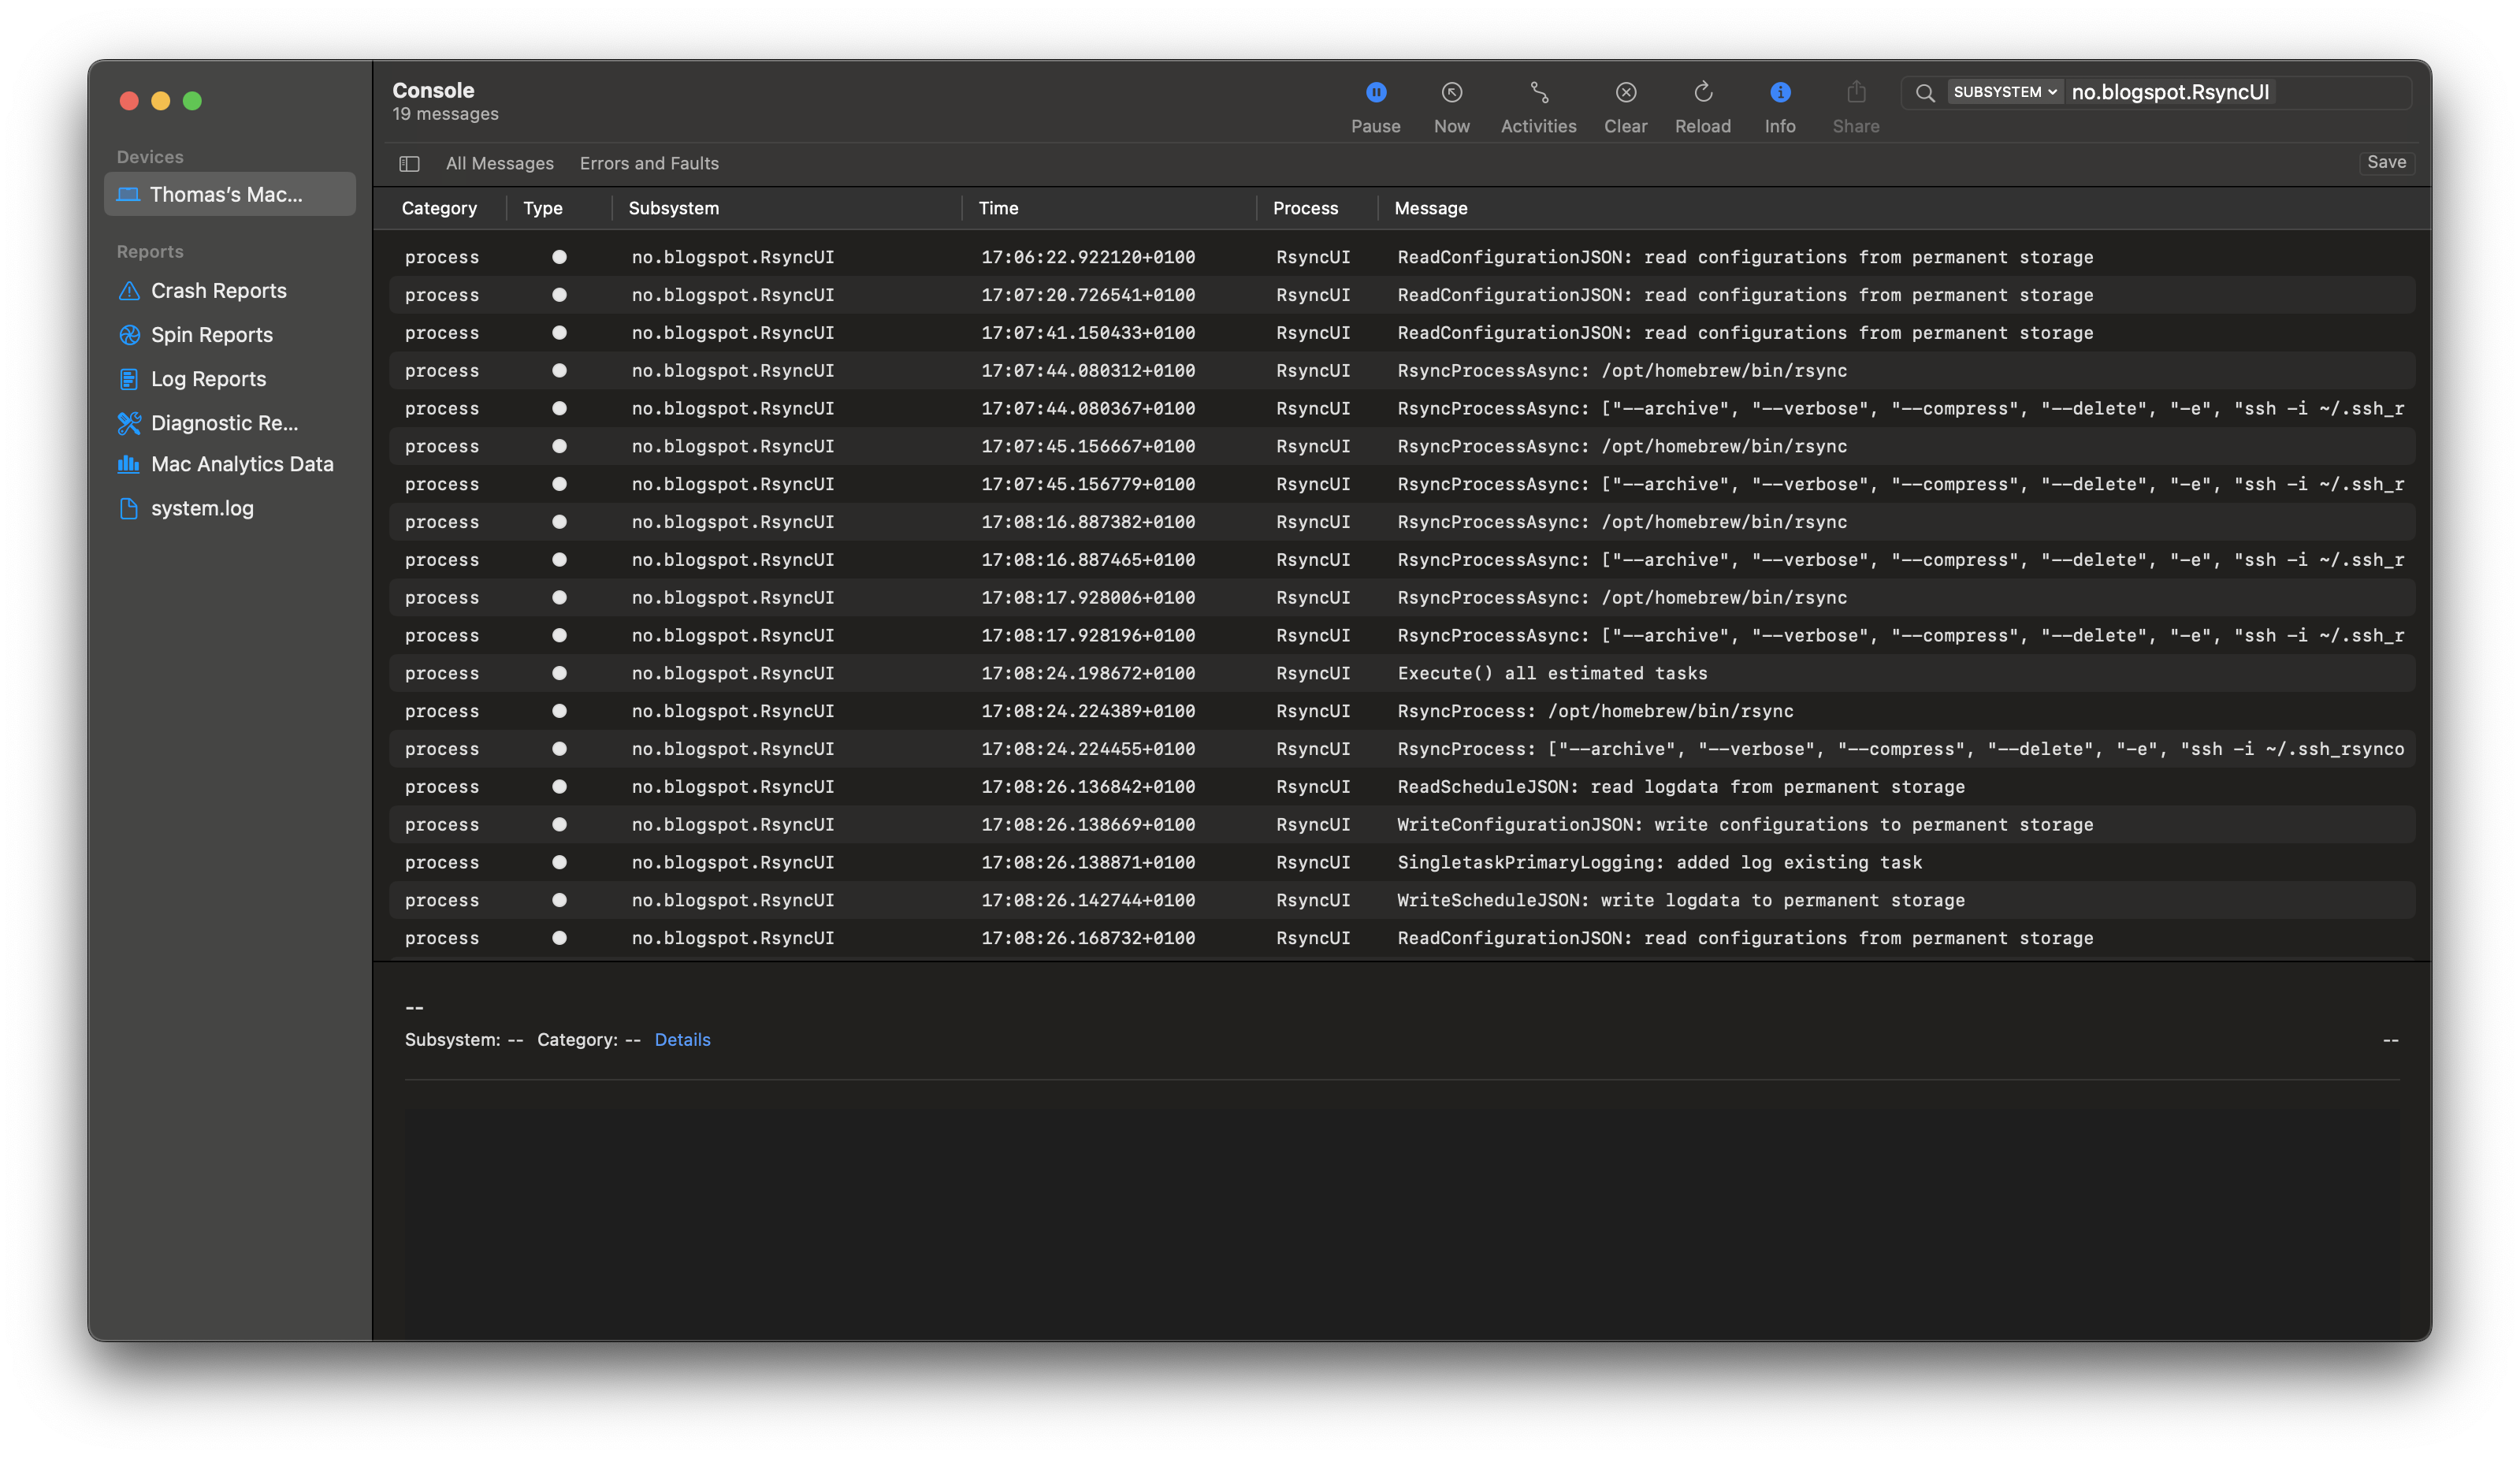 Console
19 messages
Pause Now Activities Clear Reload Info Share
SUBSYSTEM no.blogspot.RsyncUI
All Messages Errors and Faults Save
Devices
Thomas’s Mac...
Reports
Crash Reports
Spin Reports
Log Reports
Diagnostic Re...
Mac Analytics Data
system.log
Category Type Subsystem Time Process Message
process no.blogspot.RsyncUI 17:06:22.922120+0100 RsyncUI ReadConfigurationJSON: read configurations from permanent storage
process no.blogspot.RsyncUI 17:07:20.726541+0100 RsyncUI ReadConfigurationJSON: read configurations from permanent storage
process no.blogspot.RsyncUI 17:07:41.150433+0100 RsyncUI ReadConfigurationJSON: read configurations from permanent storage
process no.blogspot.RsyncUI 17:07:44.080312+0100 RsyncUI RsyncProcessAsync: /opt/homebrew/bin/rsync
process no.blogspot.RsyncUI 17:07:44.080367+0100 RsyncUI RsyncProcessAsync: ["--archive", "--verbose", "--compress", "--delete", "-e", "ssh -i ~/.ssh_r
process no.blogspot.RsyncUI 17:07:45.156667+0100 RsyncUI RsyncProcessAsync: /opt/homebrew/bin/rsync
process no.blogspot.RsyncUI 17:07:45.156779+0100 RsyncUI RsyncProcessAsync: ["--archive", "--verbose", "--compress", "--delete", "-e", "ssh -i ~/.ssh_r
process no.blogspot.RsyncUI 17:08:16.887382+0100 RsyncUI RsyncProcessAsync: /opt/homebrew/bin/rsync
process no.blogspot.RsyncUI 17:08:16.887465+0100 RsyncUI RsyncProcessAsync: ["--archive", "--verbose", "--compress", "--delete", "-e", "ssh -i ~/.ssh_r
process no.blogspot.RsyncUI 17:08:17.928006+0100 RsyncUI RsyncProcessAsync: /opt/homebrew/bin/rsync
process no.blogspot.RsyncUI 17:08:17.928196+0100 RsyncUI RsyncProcessAsync: ["--archive", "--verbose", "--compress", "--delete", "-e", "ssh -i ~/.ssh_r
process no.blogspot.RsyncUI 17:08:24.198672+0100 RsyncUI Execute() all estimated tasks
process no.blogspot.RsyncUI 17:08:24.224389+0100 RsyncUI RsyncProcess: /opt/homebrew/bin/rsync
process no.blogspot.RsyncUI 17:08:24.224455+0100 RsyncUI RsyncProcess: ["--archive", "--verbose", "--compress", "--delete", "-e", "ssh -i ~/.ssh_rsynco
process no.blogspot.RsyncUI 17:08:26.136842+0100 RsyncUI ReadScheduleJSON: read logdata from permanent storage
process no.blogspot.RsyncUI 17:08:26.138669+0100 RsyncUI WriteConfigurationJSON: write configurations to permanent storage
process no.blogspot.RsyncUI 17:08:26.138871+0100 RsyncUI SingletaskPrimaryLogging: added log existing task
process no.blogspot.RsyncUI 17:08:26.142744+0100 RsyncUI WriteScheduleJSON: write logdata to permanent storage
process no.blogspot.RsyncUI 17:08:26.168732+0100 RsyncUI ReadConfigurationJSON: read configurations from permanent storage
--
Subsystem: -- Category: -- Details --